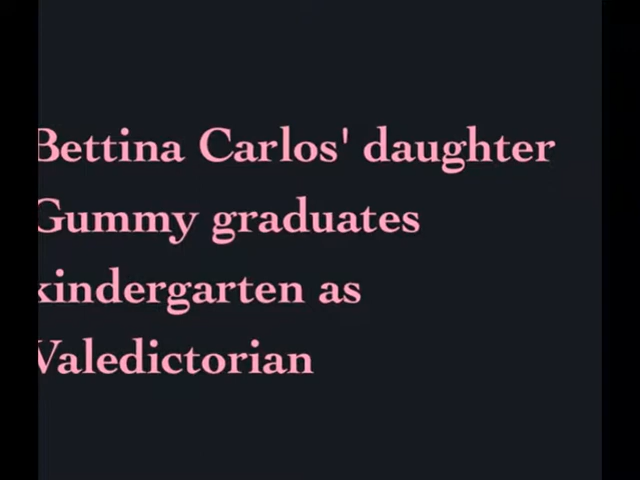 Bettina Carlos' daughter
Gummy graduates
kindergarten as
Valedictorian